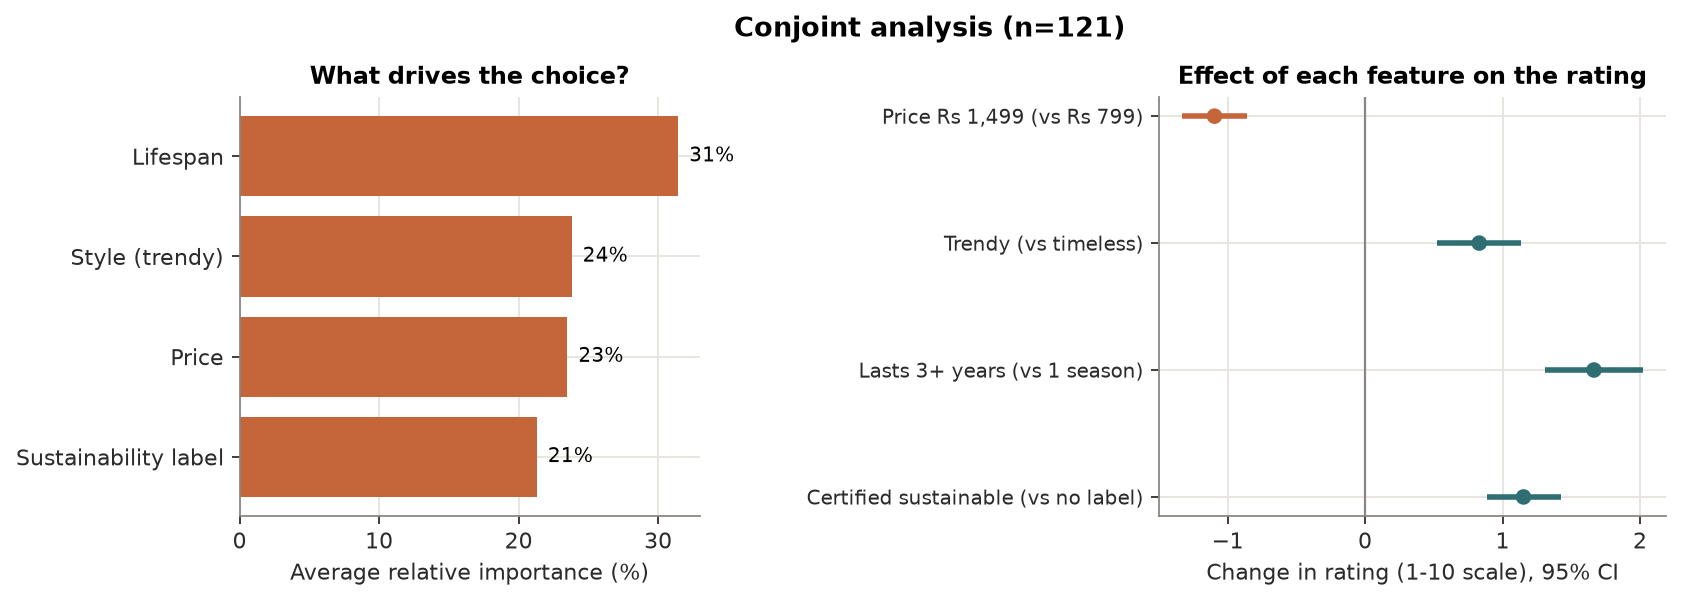 Conjoint analysis (n=121)
What drives the choice?
Lifespan
31%
Style (trendy)
24%
Price
23%
Sustainability label
21%
0 10 20 30
Average relative importance (%)
Effect of each feature on the rating
Price Rs 1,499 (vs Rs 799)
Trendy (vs timeless)
Lasts 3+ years (vs 1 season)
Certified sustainable (vs no label)
−1 0 1 2
Change in rating (1-10 scale), 95% CI